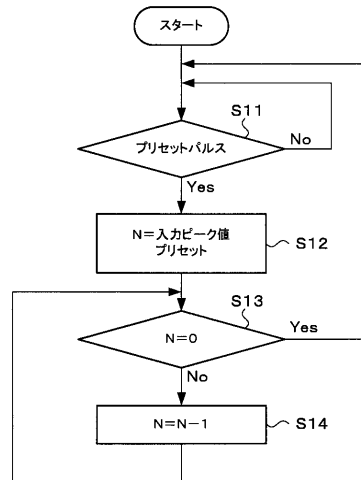 スタート
S11
プリセットパルス
No
Yes
N=入力ピーク値
プリセット
S12
S13
N=0
Yes
No
N=N-1
S14